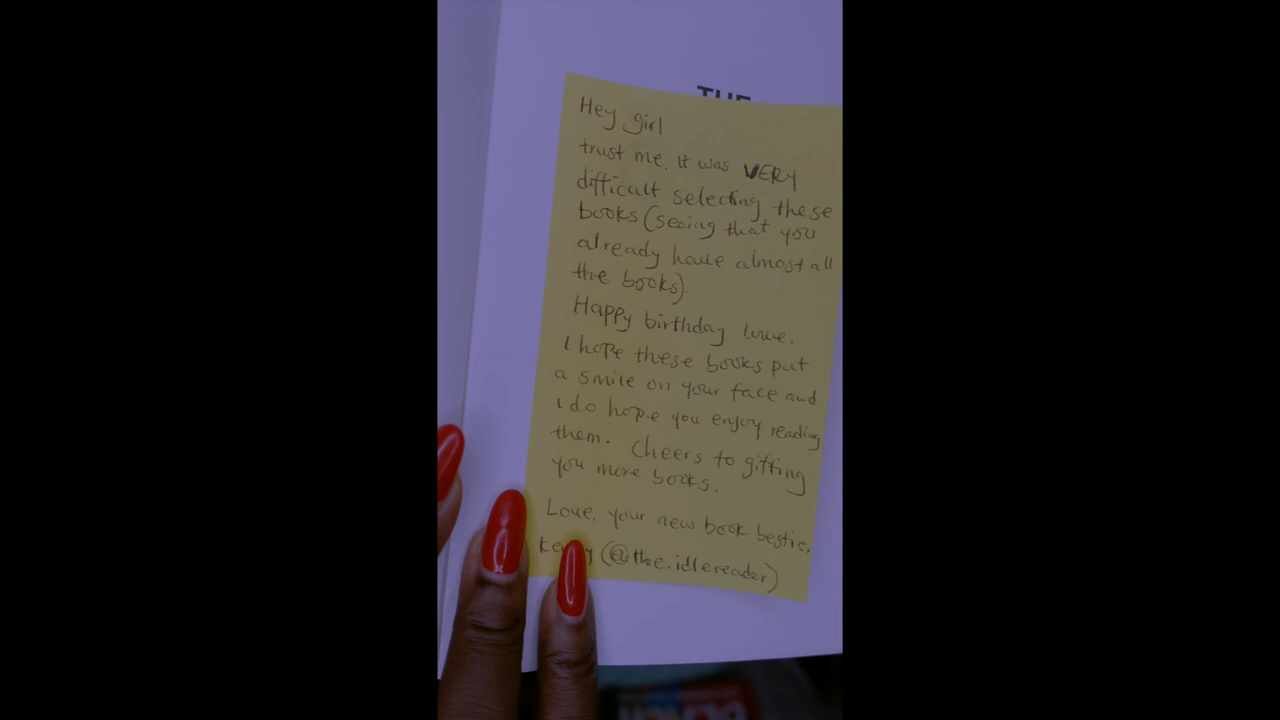 THE
Hey girl
trust me, it was VERY
difficult selecting these
books (seeing that you
already have almost all
the books).
Happy birthday love.
I hope these books put
a smile on your face and
i do hope you enjoy reading
them. Cheers to gifting
you more books.
Love, your new book bestie,
(@the.idlereader)